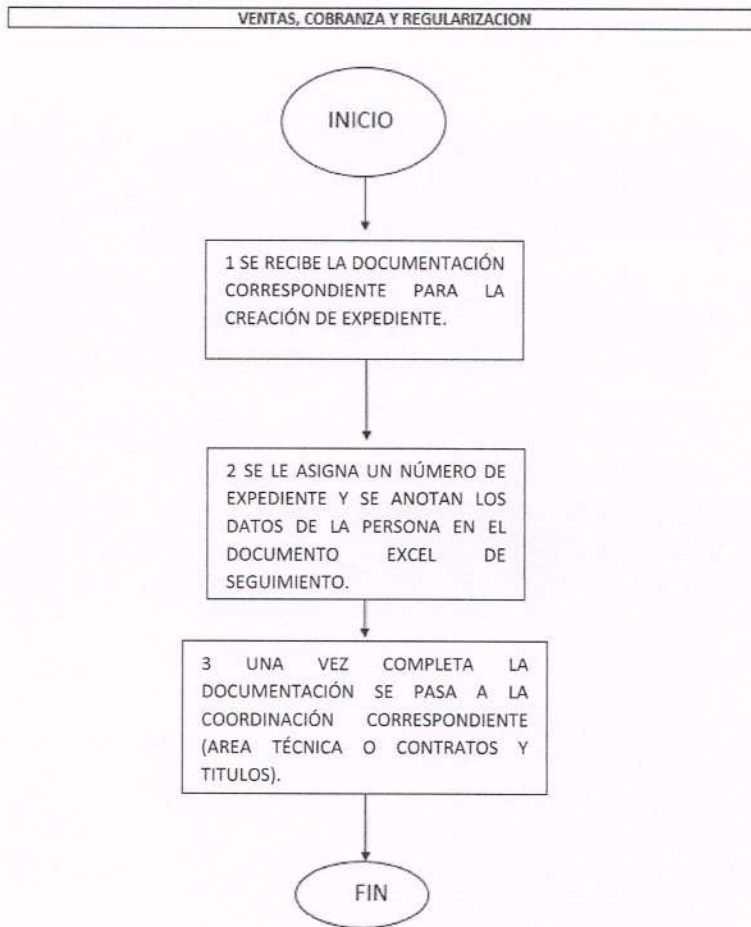 VENTAS, COBRANZA Y REGULARIZACION
INICIO
1 SE RECIBE LA DOCUMENTACIÓN
CORRESPONDIENTE PARA LA
CREACIÓN DE EXPEDIENTE.
2 SE LE ASIGNA UN NÚMERO DE
EXPEDIENTE Y SE ANOTAN LOS
DATOS DE LA PERSONA EN EL
DOCUMENTO EXCEL DE
SEGUIMIENTO.
3 UNA VEZ COMPLETA LA
DOCUMENTACIÓN SE PASA A LA
COORDINACIÓN CORRESPONDIENTE
(AREA TÉCNICA O CONTRATOS Y
TITULOS).
FIN